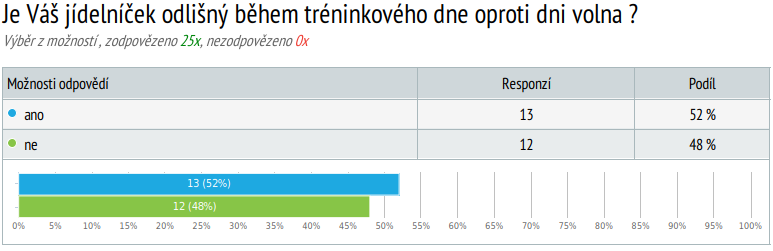 Je Váš jídelníček odlišný během tréninkového dne oproti dni volna ?
Výběr z možností , zodpovězeno 25x, nezodpovězeno 0x
Možnosti odpovědí Responzí Podíl
ano 13 52 %
ne 12 48 %
13 (52%)
12 (48%)
0% 5% 10% 15% 20% 25% 30% 35% 40% 45% 50% 55% 60% 65% 70% 75% 80% 85% 90% 95% 100%